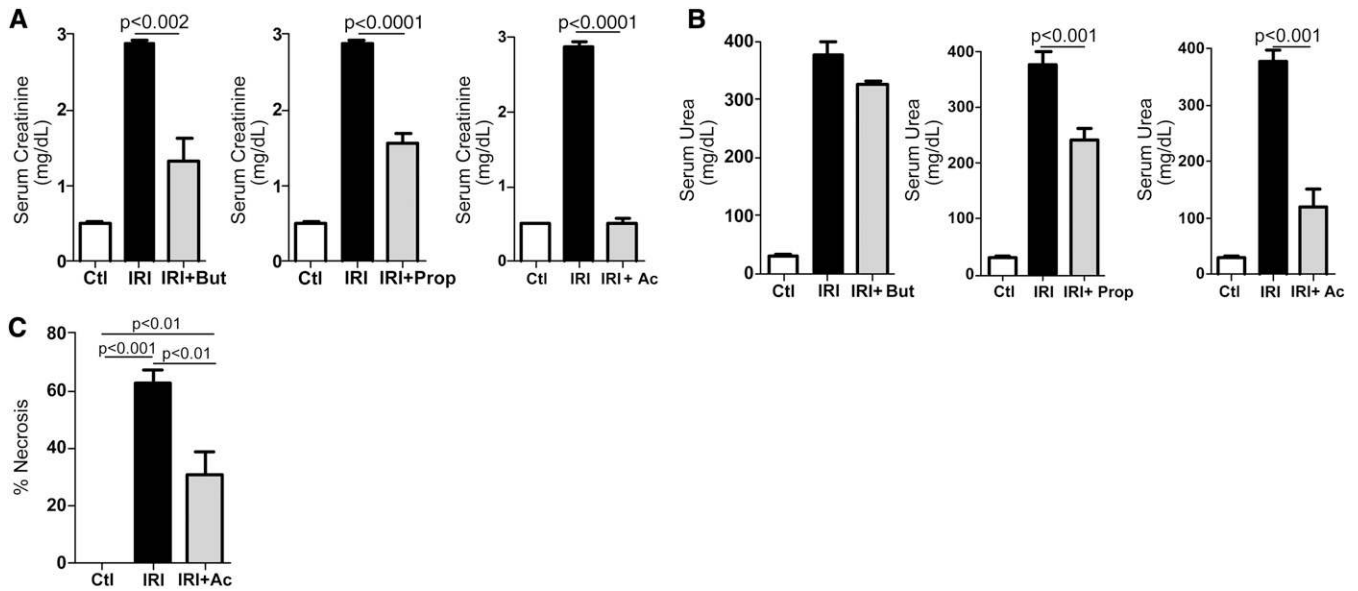 A
p<0.002
Serum Creatinine
(mg/dL)
3
2
1
0
Ctl IRI IRI+But
p<0.0001
Serum Creatinine
(mg/dL)
3
2
1
0
Ctl IRI IRI+Prop
p<0.0001
Serum Creatinine
(mg/dL)
3
2
1
0
Ctl IRI IRI+ Ac
B
Serum Urea
(mg/dL)
400
300
200
100
0
Ctl IRI IRI+ But
p<0.001
Serum Urea
(mg/dL)
400
300
200
100
0
Ctl IRI IRI+ Prop
p<0.001
Serum Urea
(mg/dL)
400
300
200
100
0
Ctl IRI IRI+ Ac
C
p<0.01
p<0.001 p<0.01
% Necrosis
80
60
40
20
0
Ctl IRI IRI+Ac